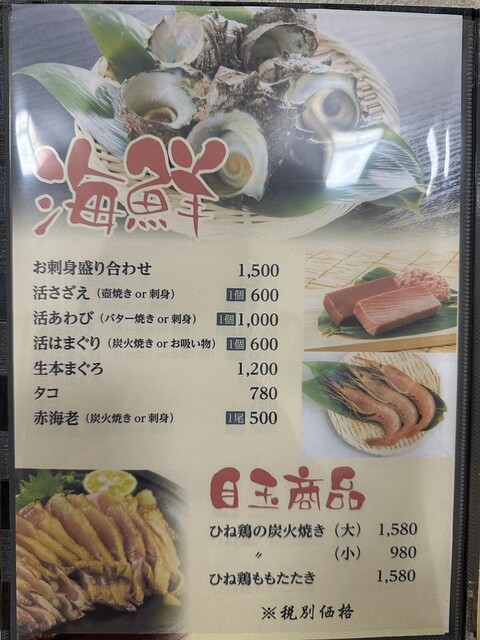 海鮮
お刺身盛り合わせ 1,500
活さざえ（壺焼き or 刺身） 1個 600
活あわび（バター焼き or 刺身） 1個 1,000
活はまぐり（炭火焼き or お吸い物） 1個 600
生本まぐろ 1,200
タコ 780
赤海老（炭火焼き or 刺身） 1尾 500
目玉商品
ひね鶏の炭火焼き（大） 1,580
〃（小） 980
ひね鶏ももたたき 1,580
※税別価格